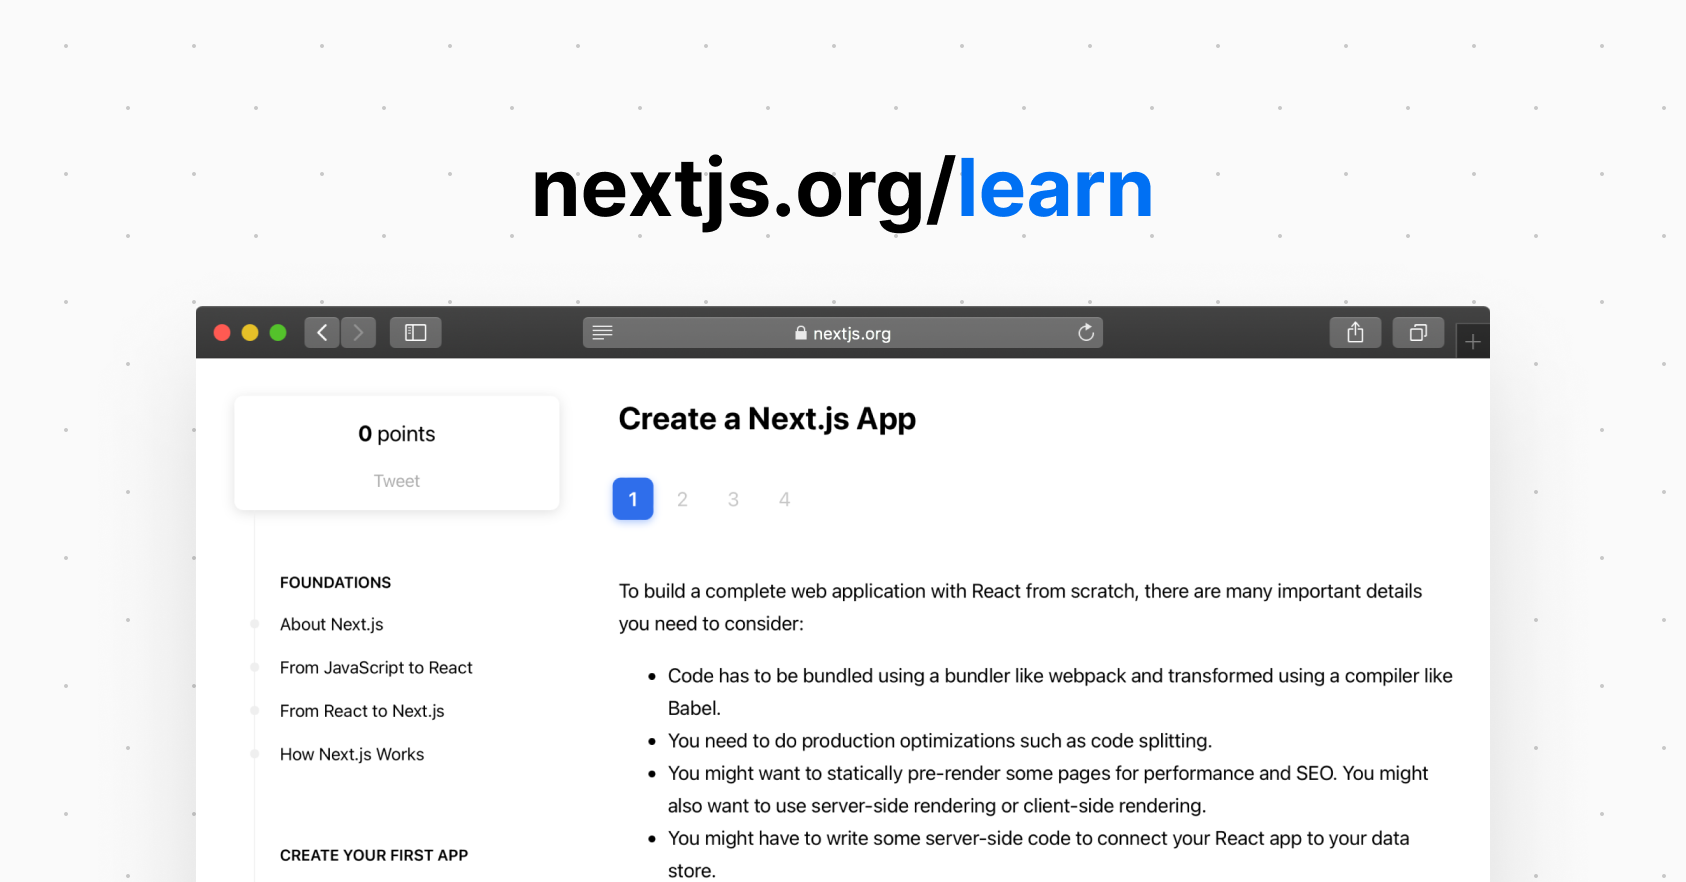 nextjs.org/learn
nextjs.org
0 points
Tweet
FOUNDATIONS
About Next.js
From JavaScript to React
From React to Next.js
How Next.js Works
CREATE YOUR FIRST APP
Create a Next.js App
1 2 3 4
To build a complete web application with React from scratch, there are many important details
you need to consider:
• Code has to be bundled using a bundler like webpack and transformed using a compiler like
Babel.
• You need to do production optimizations such as code splitting.
• You might want to statically pre-render some pages for performance and SEO. You might
also want to use server-side rendering or client-side rendering.
• You might have to write some server-side code to connect your React app to your data
store.